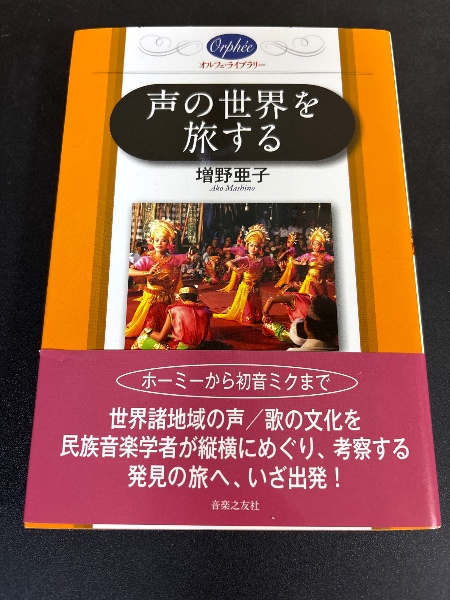 Orphée
オルフェ・ライブラリー
声の世界を
旅する
増野亜子
Ako Mashino
ホーミーから初音ミクまで
世界諸地域の声／歌の文化を
民族音楽学者が縦横にめぐり、考察する
発見の旅へ、いざ出発！
音楽之友社